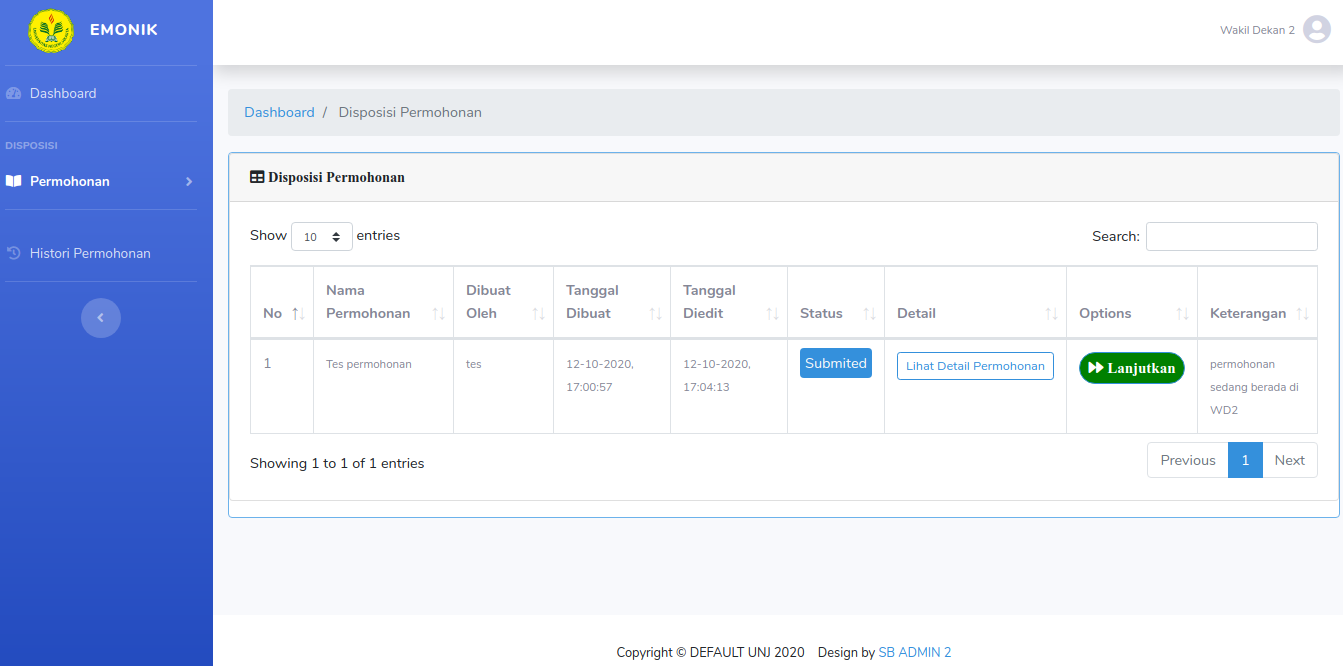 EMONIK
Wakil Dekan 2
Dashboard
DISPOSISI
Permohonan
Histori Permohonan
Dashboard / Disposisi Permohonan
Disposisi Permohonan
Show 10 entries
Search:
No
Nama
Permohonan
Dibuat
Oleh
Tanggal
Dibuat
Tanggal
Diedit
Status
Detail
Options
Keterangan
1
Tes permohonan
tes
12-10-2020,
17:00:57
12-10-2020,
17:04:13
Submited
Lihat Detail Permohonan
Lanjutkan
permohonan
sedang berada di
WD2
Showing 1 to 1 of 1 entries
Previous 1 Next
Copyright © DEFAULT UNJ 2020 Design by SB ADMIN 2